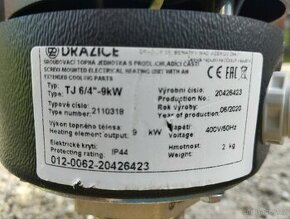 DRAŽICE
ŠROUBOVACÍ TOPNÁ JEDNOTKA S PRODL. CHLADICÍ ČÁSTÍ
SCREW MOUNTED ELECTRICAL HEATING UNIT WITH AN
EXTENDED COOLING PARTS
Typ: TJ 6/4"-9kW
Type:
Výrobní číslo: 20426423
Production No.:
Typové číslo: 2110318
Type number:
Rok výroby: 06/2020
Production
Výkon topného tělesa: 9 kW
Heating element output:
Napětí 400V/50Hz
Voltage:
Elektrické krytí: IP44
Protecting rating:
Hmotnost: 2 kg
Weight:
012-0062-20426423